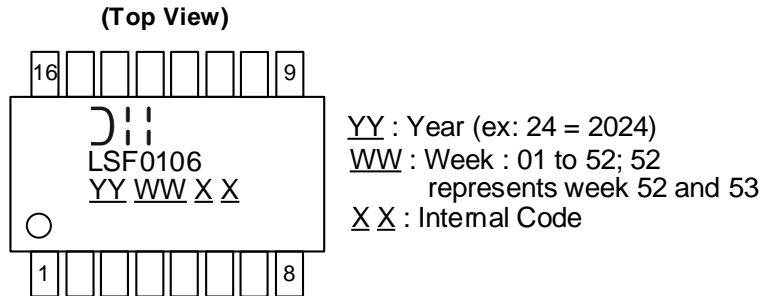 (Top View)
16
9
LSF0106
YY WW X X
1
8
YY : Year (ex: 24 = 2024)
WW : Week : 01 to 52; 52
represents week 52 and 53
X X : Internal Code